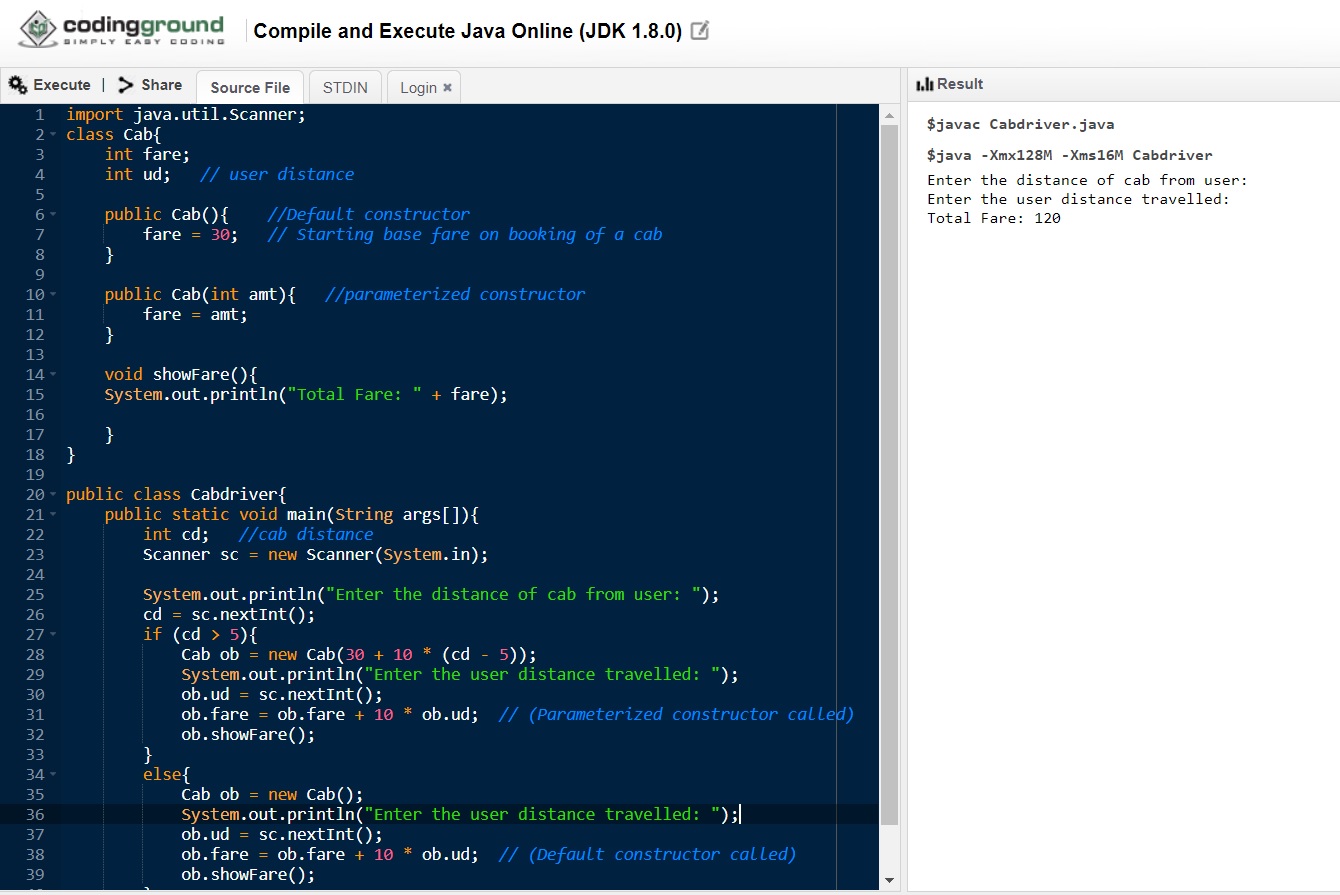 codingground
SIMPLY EASY CODING
Compile and Execute Java Online (JDK 1.8.0)
Execute | Share Source File STDIN Login ×
1 import java.util.Scanner;
2 class Cab{
3 int fare;
4 int ud; // user distance
5
6 public Cab(){ //Default constructor
7 fare = 30; // Starting base fare on booking of a cab
8 }
9
10 public Cab(int amt){ //parameterized constructor
11 fare = amt;
12 }
13
14 void showFare(){
15 System.out.println("Total Fare: " + fare);
16
17 }
18 }
19
20 public class Cabdriver{
21 public static void main(String args[]){
22 int cd; //cab distance
23 Scanner sc = new Scanner(System.in);
24
25 System.out.println("Enter the distance of cab from user: ");
26 cd = sc.nextInt();
27 if (cd > 5){
28 Cab ob = new Cab(30 + 10 * (cd - 5));
29 System.out.println("Enter the user distance travelled: ");
30 ob.ud = sc.nextInt();
31 ob.fare = ob.fare + 10 * ob.ud; // (Parameterized constructor called)
32 ob.showFare();
33 }
34 else{
35 Cab ob = new Cab();
36 System.out.println("Enter the user distance travelled: ");
37 ob.ud = sc.nextInt();
38 ob.fare = ob.fare + 10 * ob.ud; // (Default constructor called)
39 ob.showFare();
Result
$javac Cabdriver.java
$java -Xmx128M -Xms16M Cabdriver
Enter the distance of cab from user:
Enter the user distance travelled:
Total Fare: 120